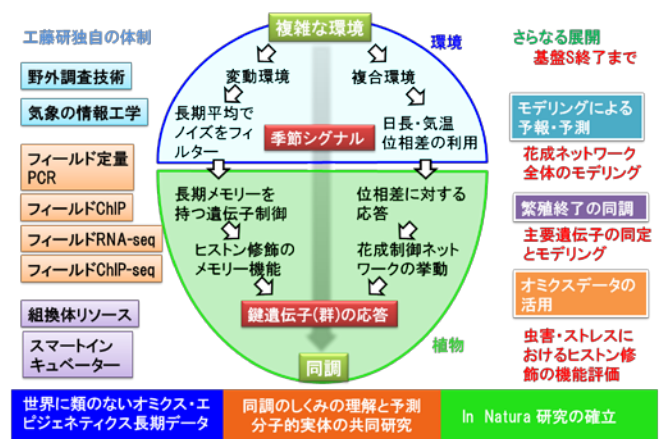 工藤研独自の体制
野外調査技術
気象の情報工学
フィールド定量
PCR
フィールドChIP
フィールドRNA-seq
フィールドChIP-seq
組換体リソース
スマートイン
キュベーター
複雑な環境
環境
変動環境
複合環境
長期平均で
ノイズをフィ
ルター
季節シグナル
日長・気温
位相差の利用
長期メモリーを
持つ遺伝子制御
位相差に対する
応答
ヒストン修飾の
メモリー機能
花成制御ネット
ワークの挙動
鍵遺伝子(群)の応答
植物
同調
さらなる展開
基盤S終了まで
モデリングによる
予報・予測
花成ネットワーク
全体のモデリング
繁殖終了の同調
主要遺伝子の同定
とモデリング
オミクスデータの
活用
虫害・ストレスに
おけるヒストン修
飾の機能評価
世界に類のないオミクス・エ
ピジェネティクス長期データ
同調のしくみの理解と予測
分子的実体の共同研究
In Natura 研究の確立